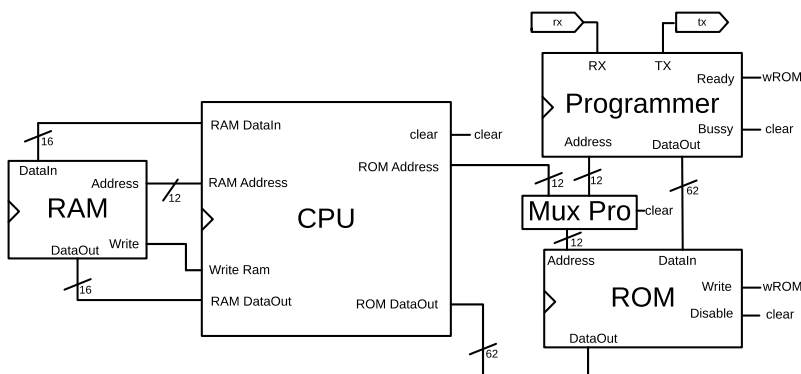 rx
tx
RX
TX
Ready
wROM
Programmer
Bussy
clear
Address
DataOut
RAM DataIn
clear
clear
16
ROM Address
DataIn
Address
RAM Address
12
12
12
62
RAM
CPU
Mux Pro
clear
DataOut
Write
12
Address
DataIn
Write Ram
Write
wROM
16
RAM DataOut
ROM DataOut
ROM
Disable
clear
DataOut
62